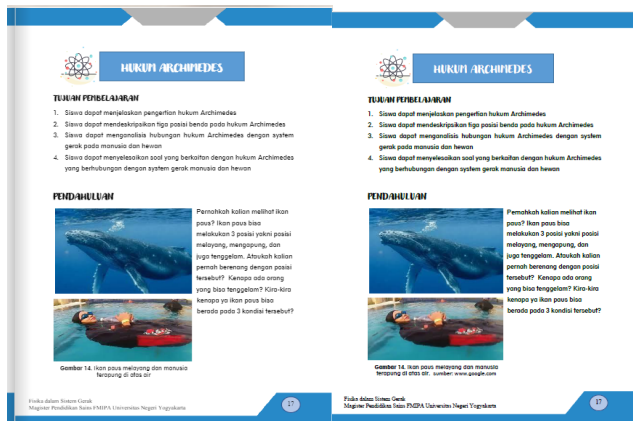 HUKUM ARCHIMEDES
TUJUAN PEMBELAJARAN
1. Siswa dapat menjelaskan pengertian hukum Archimedes
2. Siswa dapat mendeskripsikan tiga posisi benda pada hukum Archimedes
3. Siswa dapat menganalisis hubungan hukum Archimedes dengan system
gerak pada manusia dan hewan
4. Siswa dapat menyelesaikan soal yang berkaitan dengan hukum Archimedes
yang berhubungan dengan system gerak manusia dan hewan
PENDAHULUAN
Pernahkah kalian melihat ikan
paus? Ikan paus bisa
melakukan 3 posisi yakni posisi
melayang, mengapung, dan
juga tenggelam. Ataukah kalian
pernah berenang dengan posisi
tersebut? Kenapa ada orang
yang bisa tenggelam? Kira-kira
kenapa ya ikan paus bisa
berada pada 3 kondisi tersebut?
Gambar 14. Ikan paus melayang dan manusia
terapung di atas air
Fisika dalam Sistem Gerak
Magister Pendidikan Sains FMIPA Universitas Negeri Yogyakarta
17
HUKUM ARCHIMEDES
TUJUAN PEMBELAJARAN
1. Siswa dapat menjelaskan pengertian hukum Archimedes
2. Siswa dapat mendeskripsikan tiga posisi benda pada hukum Archimedes
3. Siswa dapat menganalisis hubungan hukum Archimedes dengan system
gerak pada manusia dan hewan
4. Siswa dapat menyelesaikan soal yang berkaitan dengan hukum Archimedes
yang berhubungan dengan system gerak manusia dan hewan
PENDAHULUAN
Pernahkah kalian melihat ikan
paus? Ikan paus bisa
melakukan 3 posisi yakni posisi
melayang, mengapung, dan
juga tenggelam. Ataukah kalian
pernah berenang dengan posisi
tersebut? Kenapa ada orang
yang bisa tenggelam? Kira-kira
kenapa ya ikan paus bisa
berada pada 3 kondisi tersebut?
Gambar 14. Ikan paus melayang dan manusia
terapung di atas air. sumber: www.google.com
Fisika dalam Sistem Gerak
Magister Pendidikan Sains FMIPA Universitas Negeri Yogyakarta
17